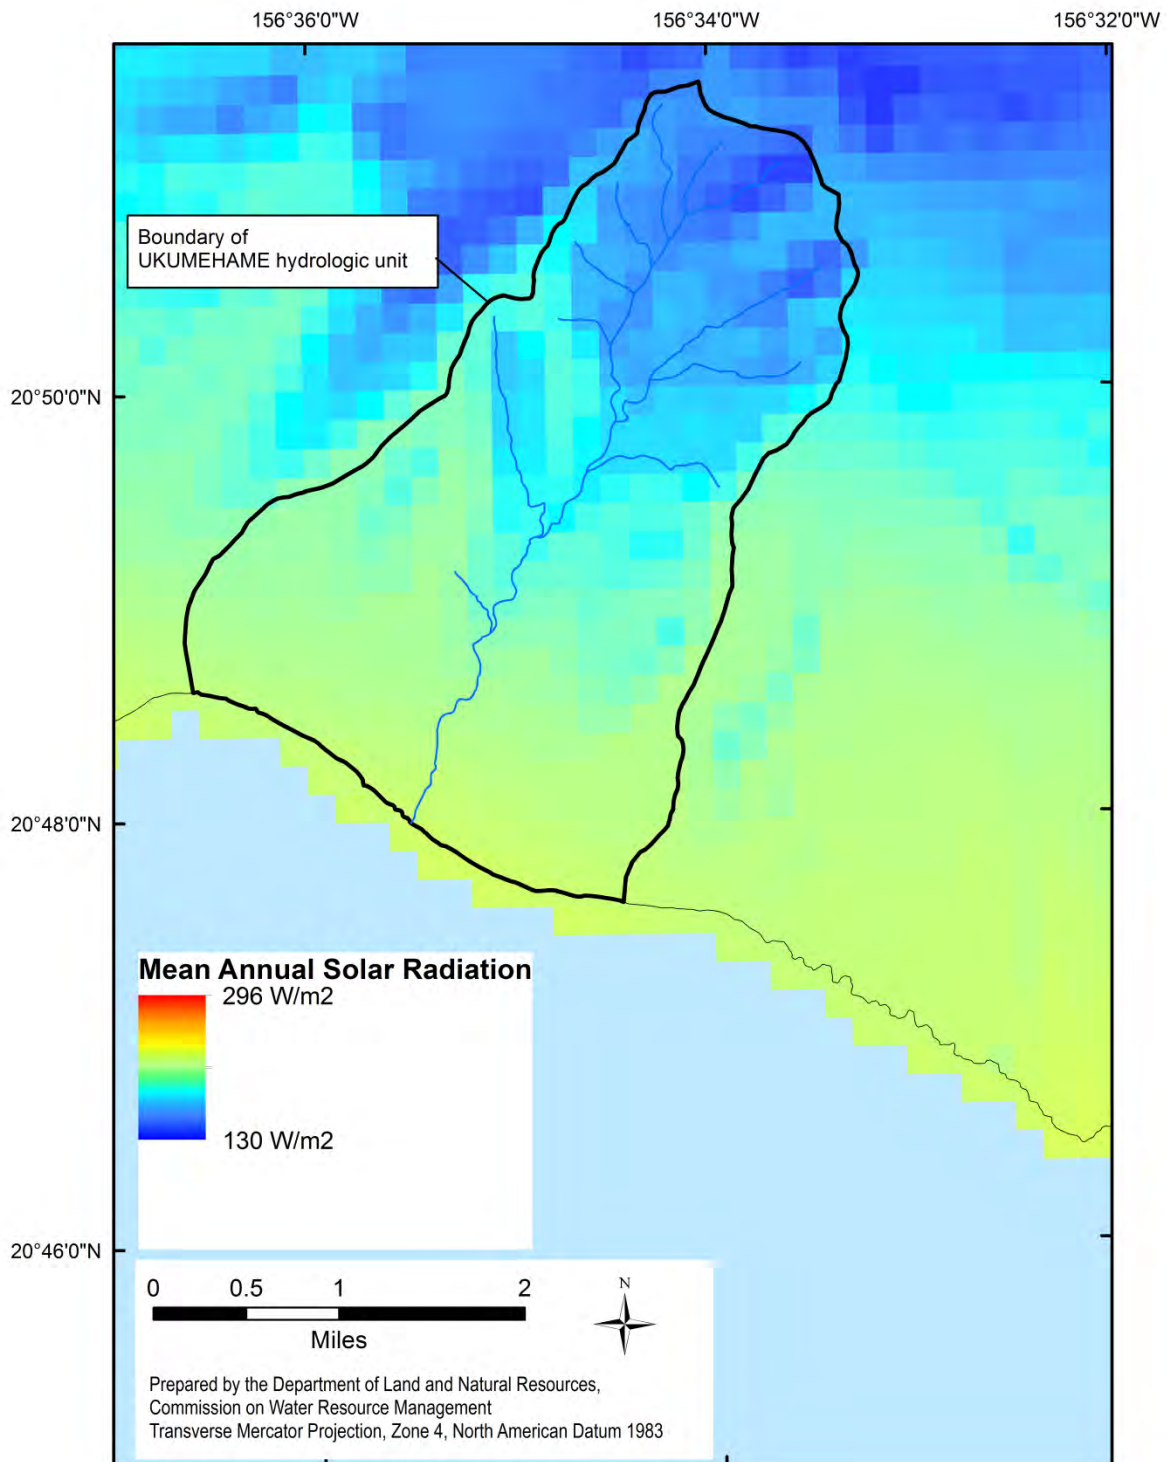 156°36'0"W
156°34'0"W
156°32'0"W
Boundary of
UKUMEHAME hydrologic unit
20°50'0"N
20°48'0"N
Mean Annual Solar Radiation
296 W/m2
130 W/m2
20°46'0"N
0 0.5 1 2
Miles
N
Prepared by the Department of Land and Natural Resources,
Commission on Water Resource Management
Transverse Mercator Projection, Zone 4, North American Datum 1983